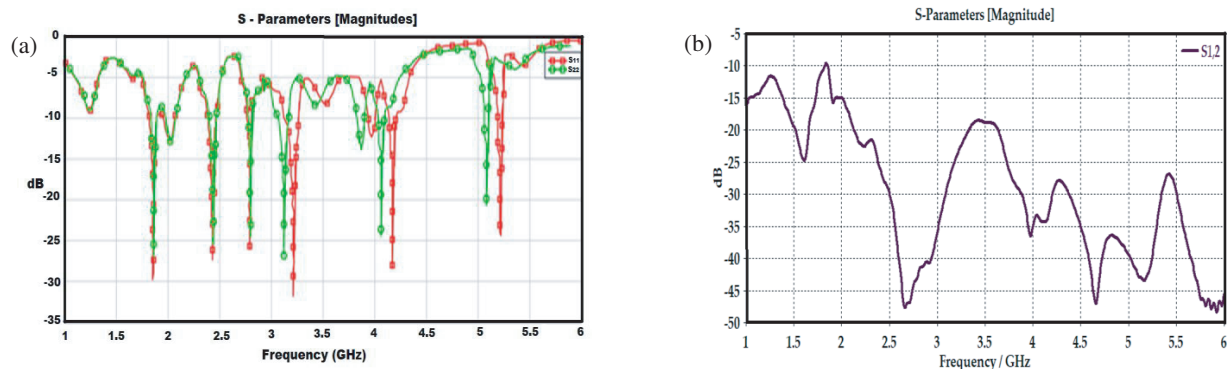 (a)
S - Parameters [Magnitudes]
dB
0
-5
-10
-15
-20
-25
-30
-35
S11
S22
1 1.5 2 2.5 3 3.5 4 4.5 5 5.5 6
Frequency (GHz)
(b)
S-Parameters [Magnitude]
dB
-5
-10
-15
-20
-25
-30
-35
-40
-45
-50
S1,2
1 1.5 2 2.5 3 3.5 4 4.5 5 5.5 6
Frequency / GHz